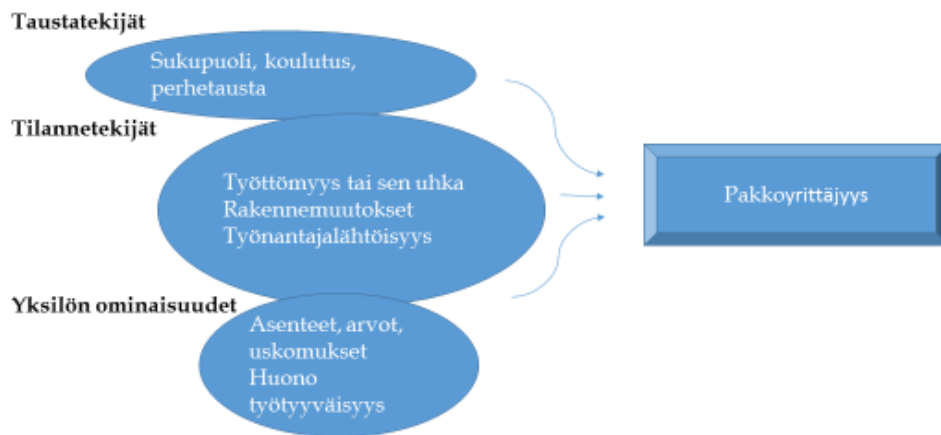 Taustatekijät
Sukupuoli, koulutus,
perhetausta
Tilannetekijät
Työttömyys tai sen uhka
Rakennemuutokset
Työnantajalähtöisyys
Pakkoyrittäjyys
Yksilön ominaisuudet
Asenteet, arvot,
uskomukset
Huono
työtyyväisyys